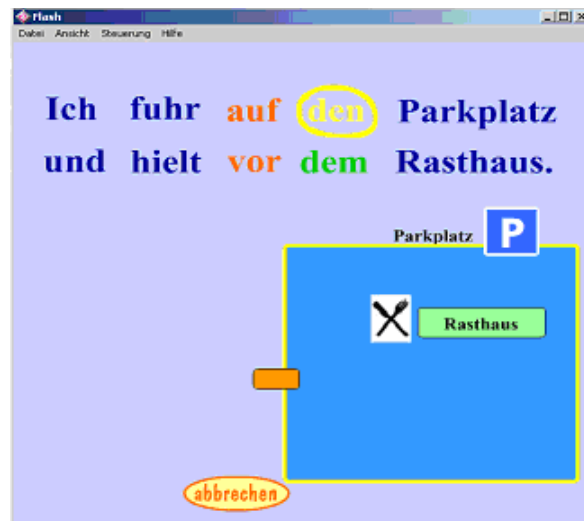 Flash
Datei Ansicht Steuerung Hilfe
Ich fuhr auf den Parkplatz
und hielt vor dem Rasthaus.
Parkplatz P
Rasthaus
abbrechen